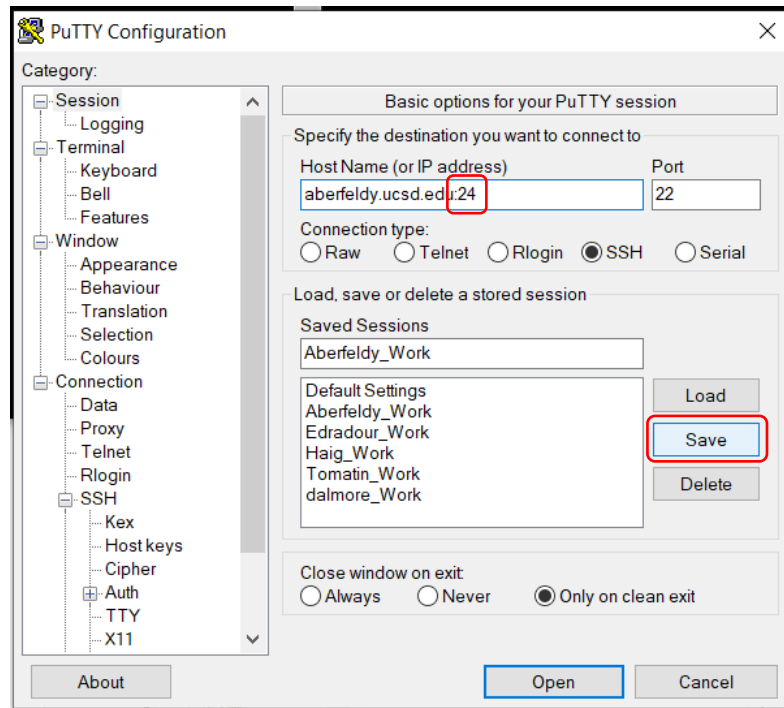 PuTTY Configuration
Category:
Session
Logging
Terminal
Keyboard
Bell
Features
Window
Appearance
Behaviour
Translation
Selection
Colours
Connection
Data
Proxy
Telnet
Rlogin
SSH
Kex
Host keys
Cipher
Auth
TTY
X11
Basic options for your PuTTY session
Specify the destination you want to connect to
Host Name (or IP address) Port
aberfeldy.ucsd.edu:24 22
Connection type:
Raw Telnet Rlogin SSH Serial
Load, save or delete a stored session
Saved Sessions
Aberfeldy_Work
Default Settings
Aberfeldy_Work
Edradour_Work
Haig_Work
Tomatin_Work
dalmore_Work
Load
Save
Delete
Close window on exit:
Always Never Only on clean exit
About Open Cancel